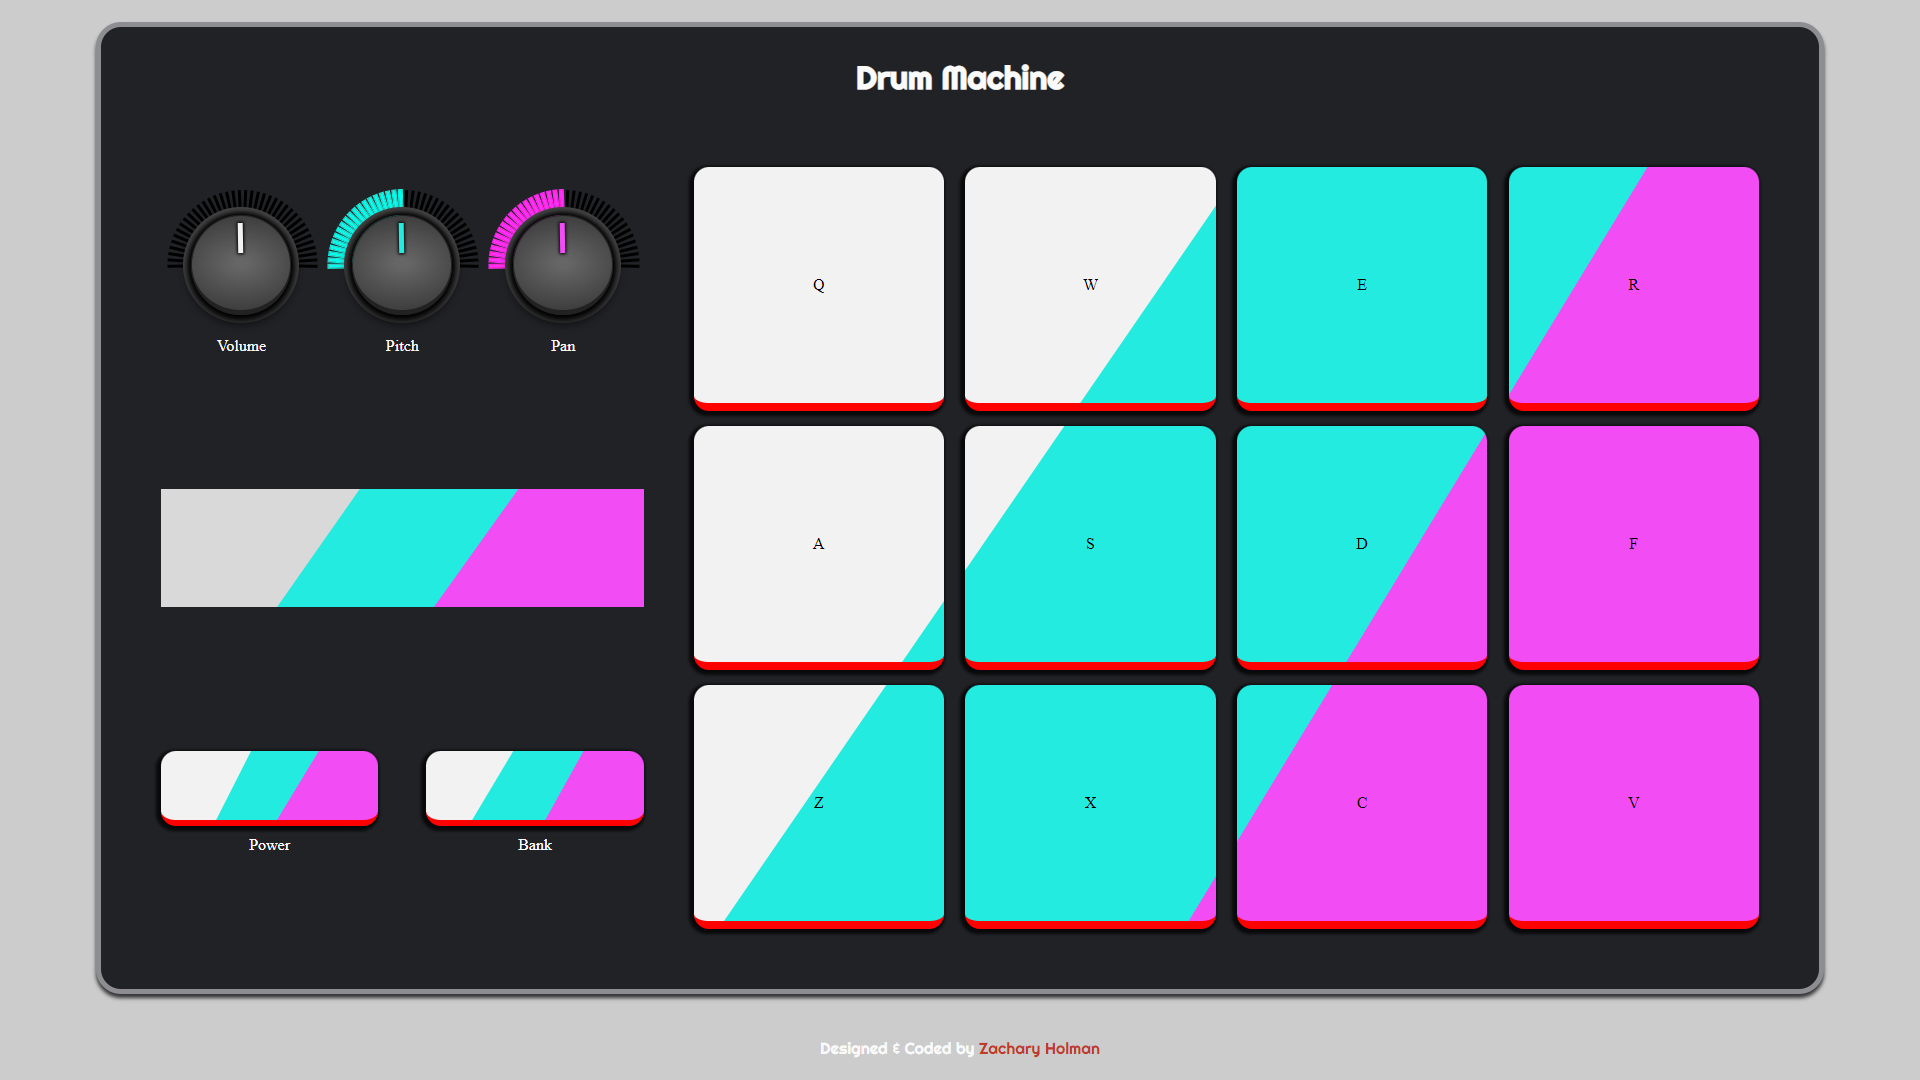 Drum Machine
Volume
Pitch
Pan
Q
W
E
R
A
S
D
F
Power
Bank
Z
X
C
V
Designed & Coded by Zachary Holman